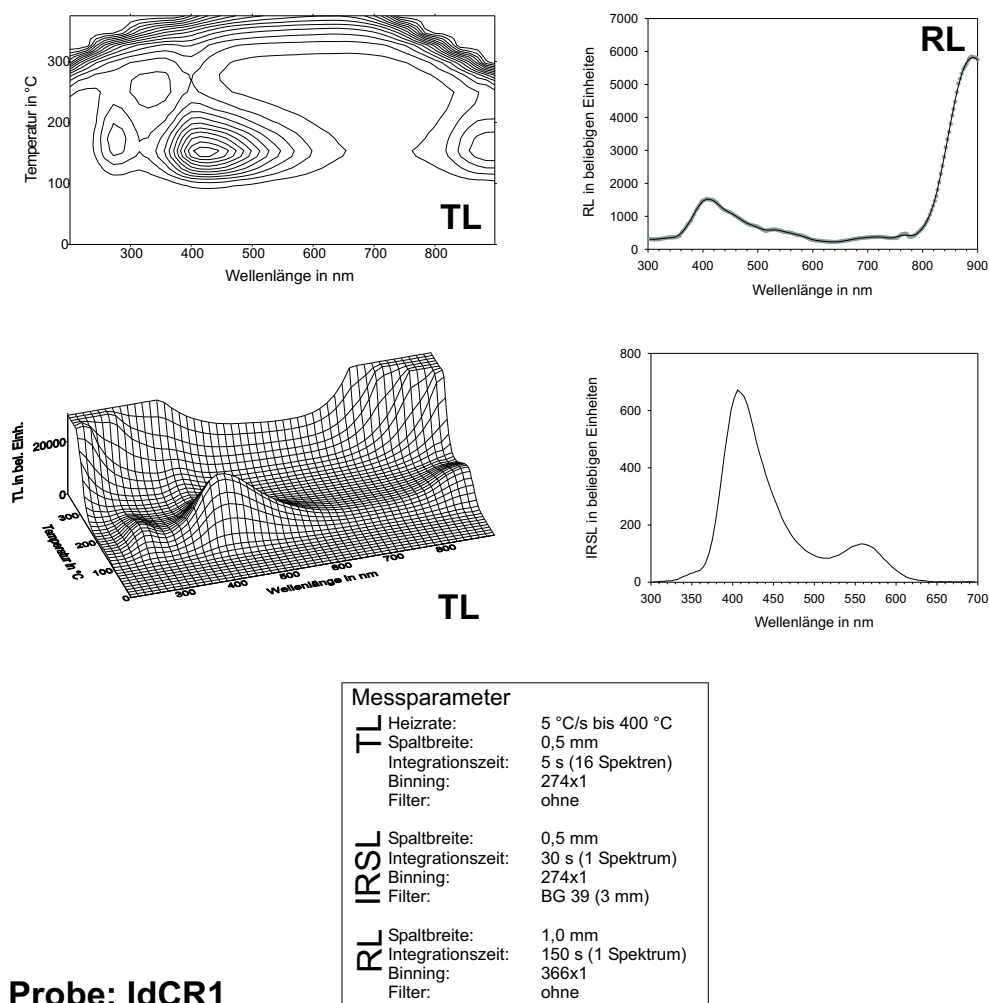 300
200
100
0
Temperatur in °C
300 400 500 600 700 800
Wellenlänge in nm
TL
7000
6000
5000
4000
3000
2000
1000
0
RL in beliebigen Einheiten
RL
300 400 500 600 700 800 900
Wellenlänge in nm
TL in bel. Einh.
20000
0
300
200
100
0
Temperatur in °C
300 400 500 600 700 800
Wellenlänge in nm
TL
800
600
400
200
0
IRSL in beliebigen Einheiten
300 350 400 450 500 550 600 650 700
Wellenlänge in nm
Messparameter
TL
Heizrate: 5 °C/s bis 400 °C
Spaltbreite: 0,5 mm
Integrationszeit: 5 s (16 Spektren)
Binning: 274x1
Filter: ohne
IRSL
Spaltbreite: 0,5 mm
Integrationszeit: 30 s (1 Spektrum)
Binning: 274x1
Filter: BG 39 (3 mm)
RL
Spaltbreite: 1,0 mm
Integrationszeit: 150 s (1 Spektrum)
Binning: 366x1
Filter: ohne
Probe: IdCR1